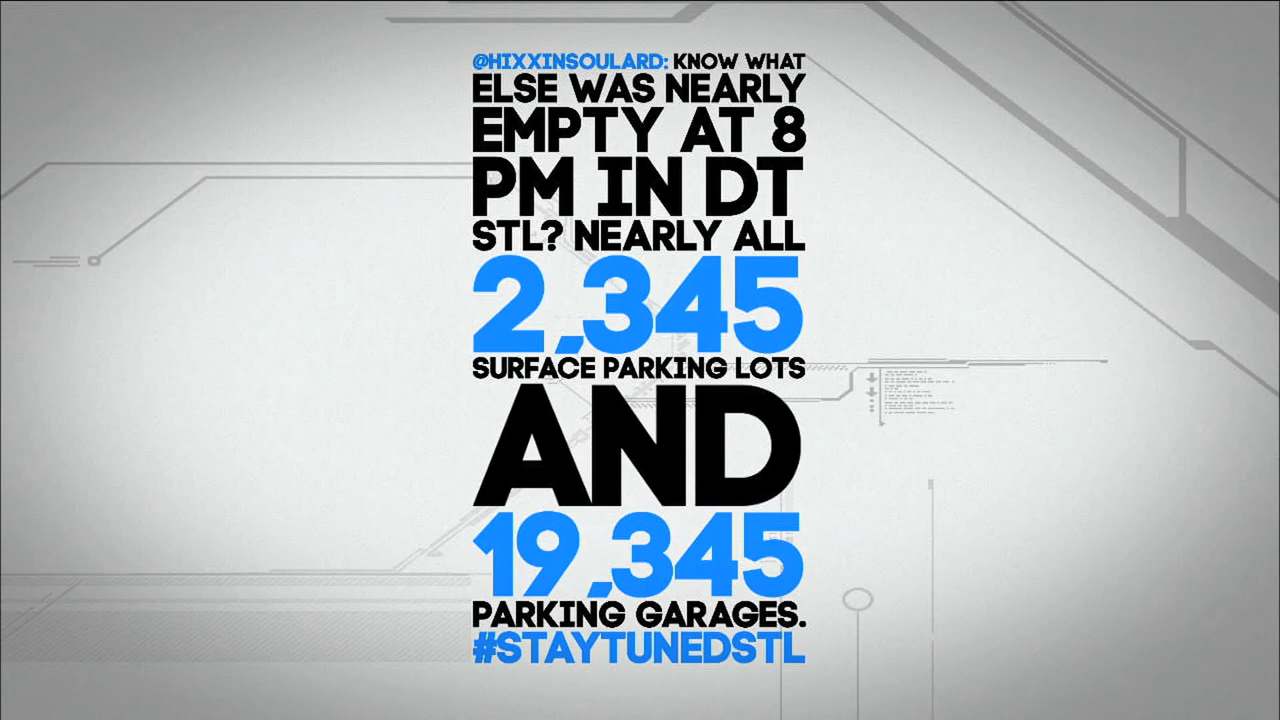 @HIXXINSOULARD: KNOW WHAT
ELSE WAS NEARLY
EMPTY AT 8
PM IN DT
STL? NEARLY ALL
2,345
SURFACE PARKING LOTS
AND
19,345
PARKING GARAGES.
#STAYTUNEDSTL